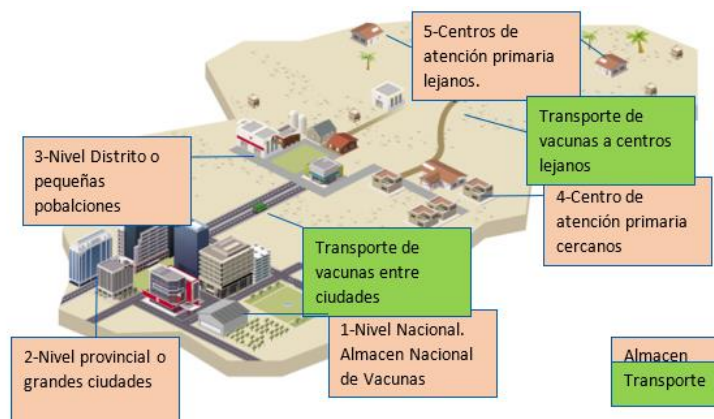 5-Centros de
atención primaria
lejanos.
Transporte de
vacunas a centros
lejanos
3-Nivel Distrito o
pequeñas
pobalciones
4-Centro de
atención primaria
cercanos
Transporte de
vacunas entre
ciudades
1-Nivel Nacional.
Almacen Nacional
de Vacunas
2-Nivel provincial o
grandes ciudades
Almacen
Transporte